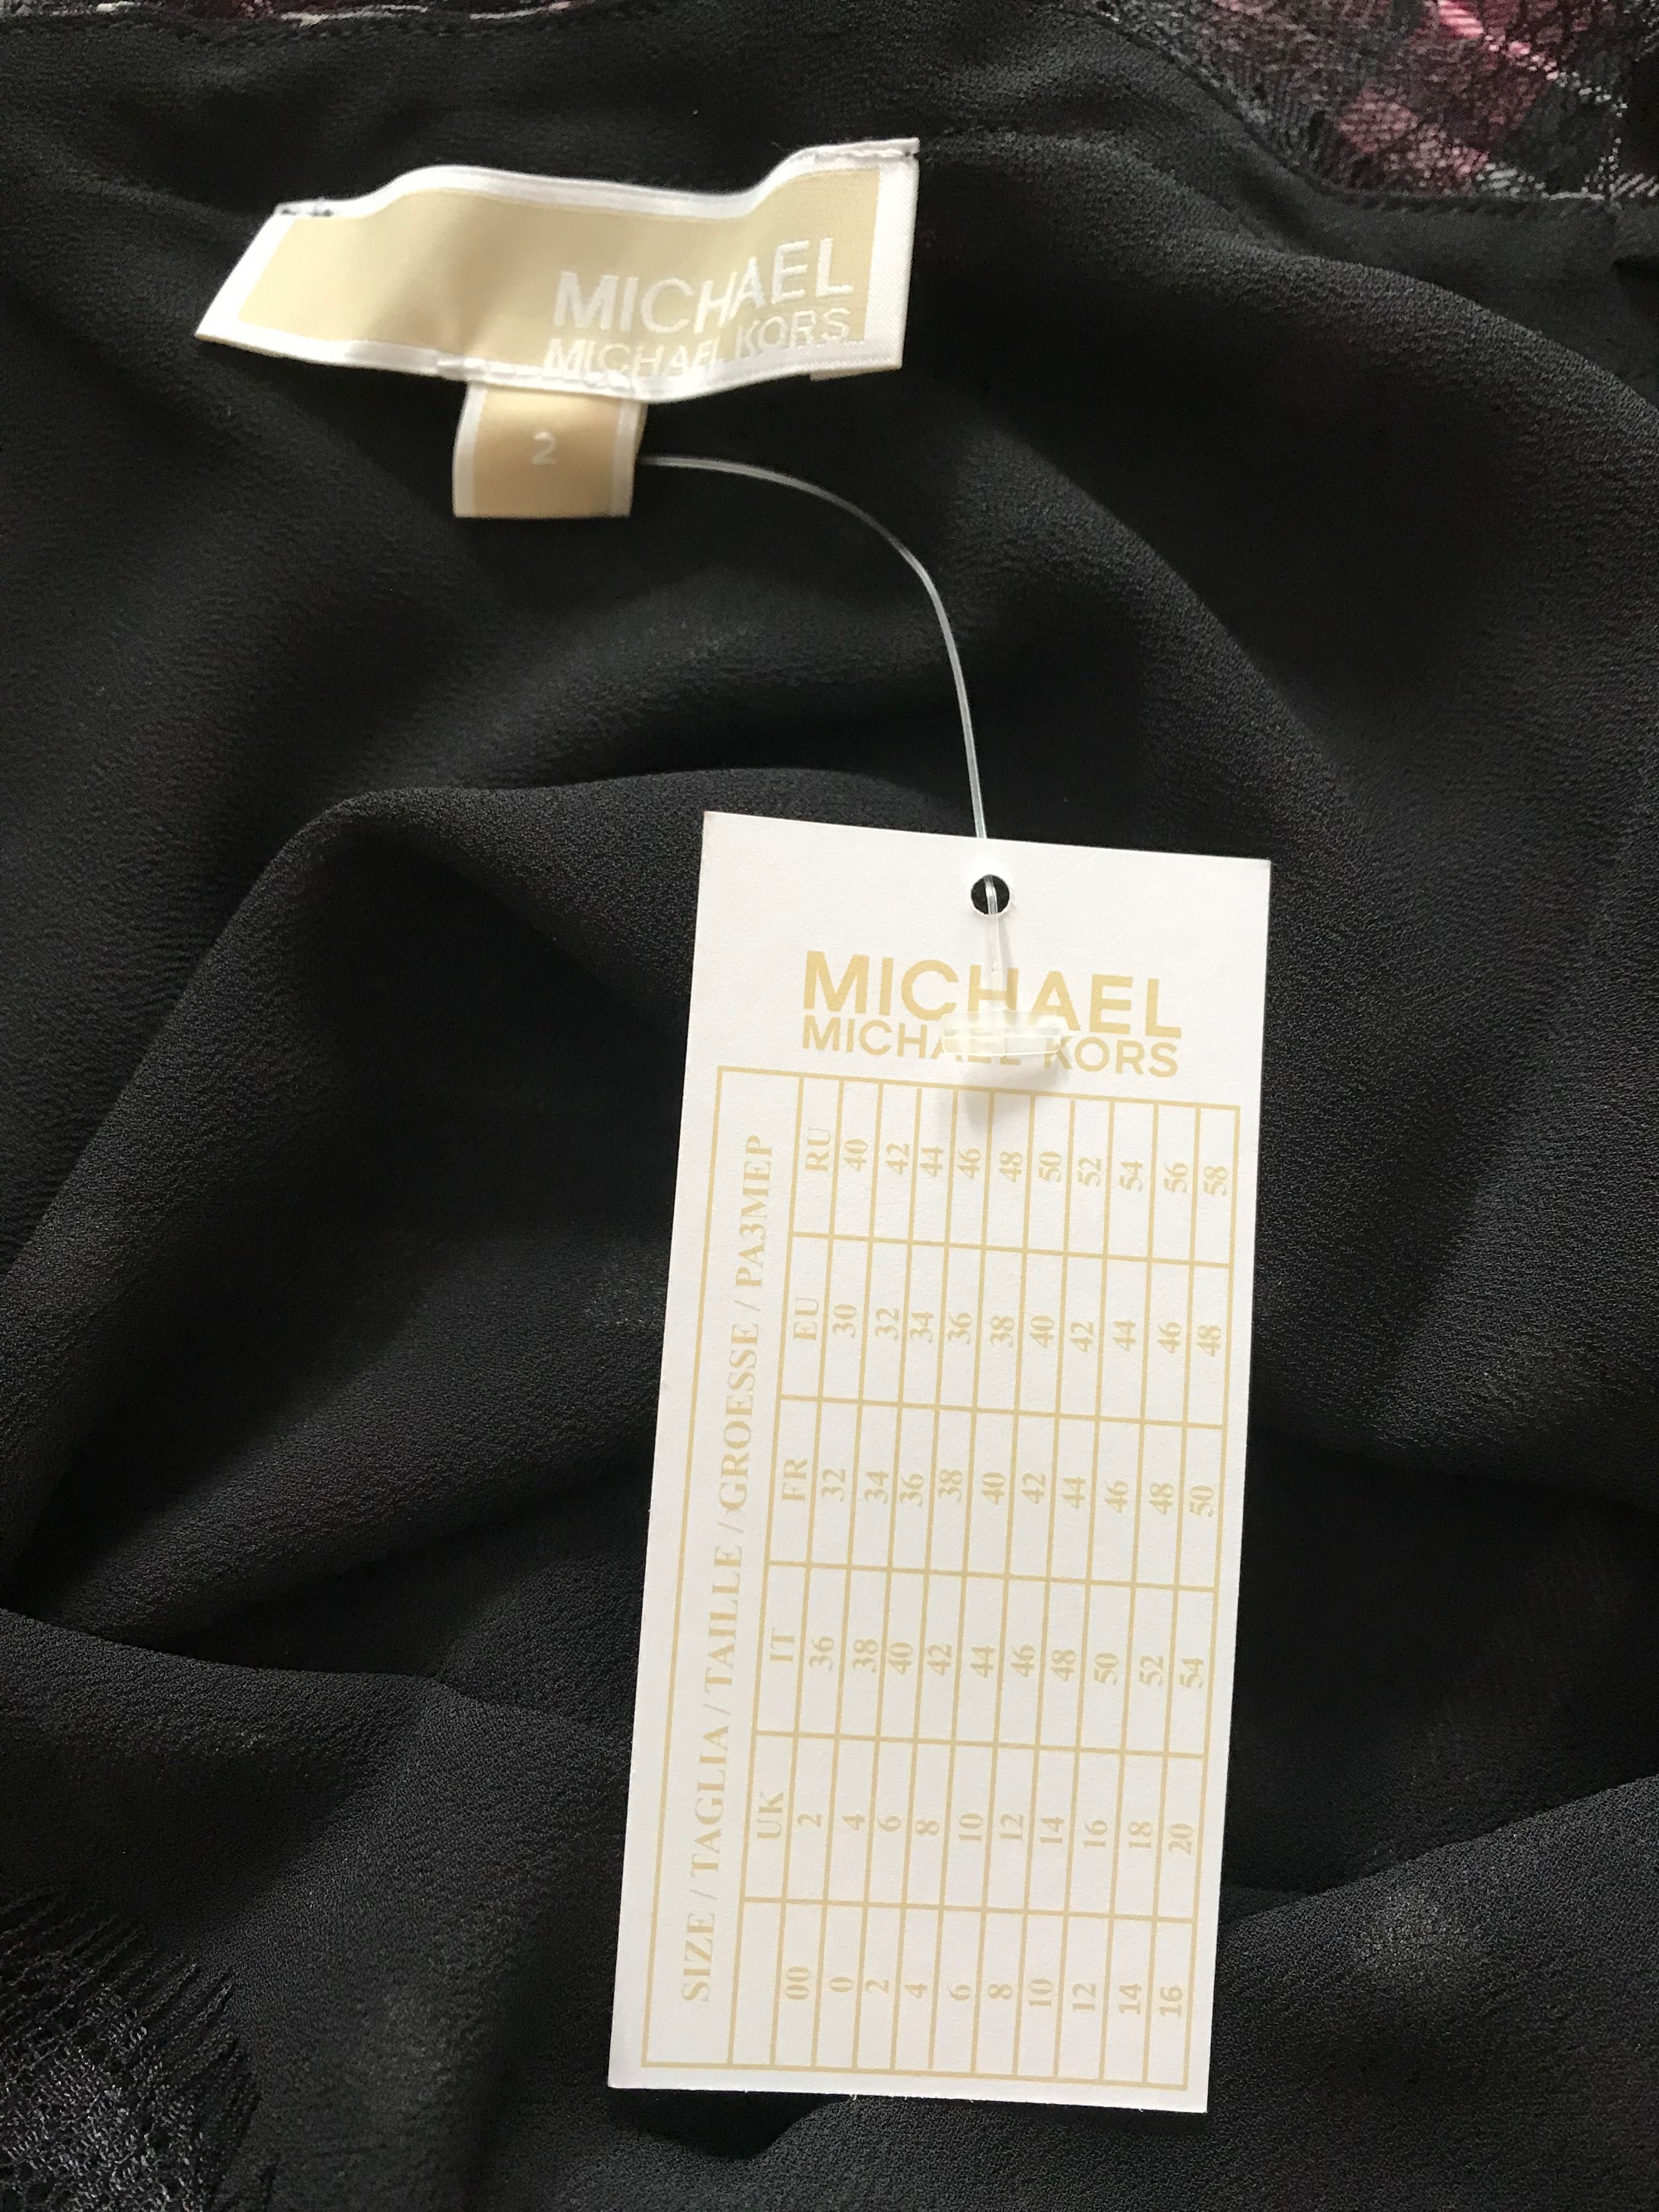 MICHAEL
MICHAEL KORS
2
MICHAEL
MICHAEL KORS
SIZE / TAGLIA / TAILLE / GROESSE / РАЗМЕР
UK IT FR EU RU
00 2 36 32 30 40
0 4 38 34 32 42
2 6 40 36 34 44
4 8 42 38 36 46
6 10 44 40 38 48
8 12 46 42 40 50
10 14 48 44 42 52
12 16 50 46 44 54
14 18 52 48 46 56
16 20 54 50 48 58